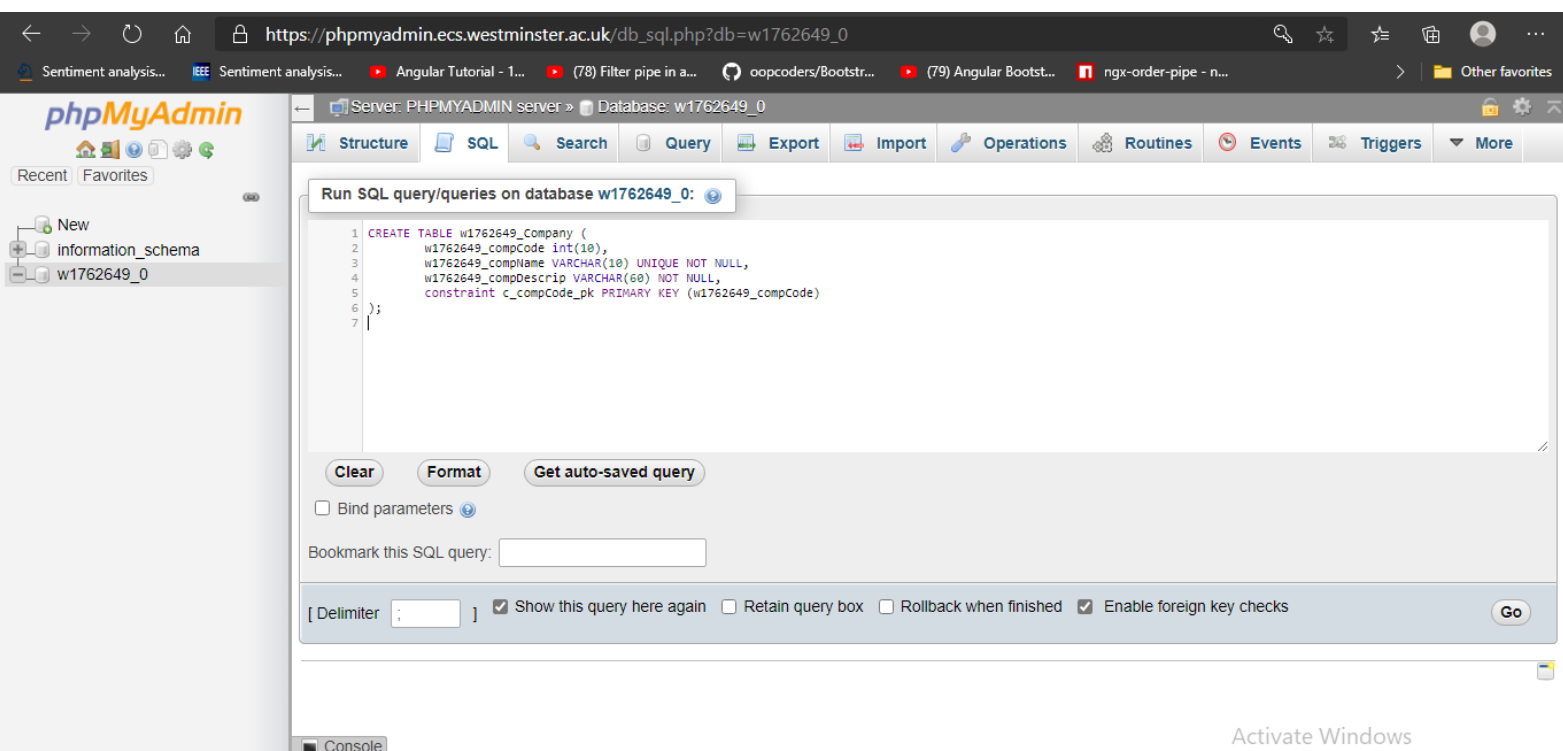 https://phpmyadmin.ecs.westminster.ac.uk/db_sql.php?db=w1762649_0
Sentiment analysis... IEEE Sentiment analysis... Angular Tutorial - 1... (78) Filter pipe in a... oopcoders/Bootstr... (79) Angular Bootst... ngx-order-pipe - n... Other favorites
phpMyAdmin
Recent Favorites
New
information_schema
w1762649_0
Server: PHPMYADMIN server » Database: w1762649_0
Structure SQL Search Query Export Import Operations Routines Events Triggers More
Run SQL query/queries on database w1762649_0:
1 CREATE TABLE w1762649_Company (
2 w1762649_compCode int(10),
3 w1762649_compName VARCHAR(10) UNIQUE NOT NULL,
4 w1762649_compDescrip VARCHAR(60) NOT NULL,
5 constraint c_compCode_pk PRIMARY KEY (w1762649_compCode)
6 );
7
Clear Format Get auto-saved query
Bind parameters
Bookmark this SQL query:
[ Delimiter ; ] Show this query here again Retain query box Rollback when finished Enable foreign key checks Go
Console
Activate Windows